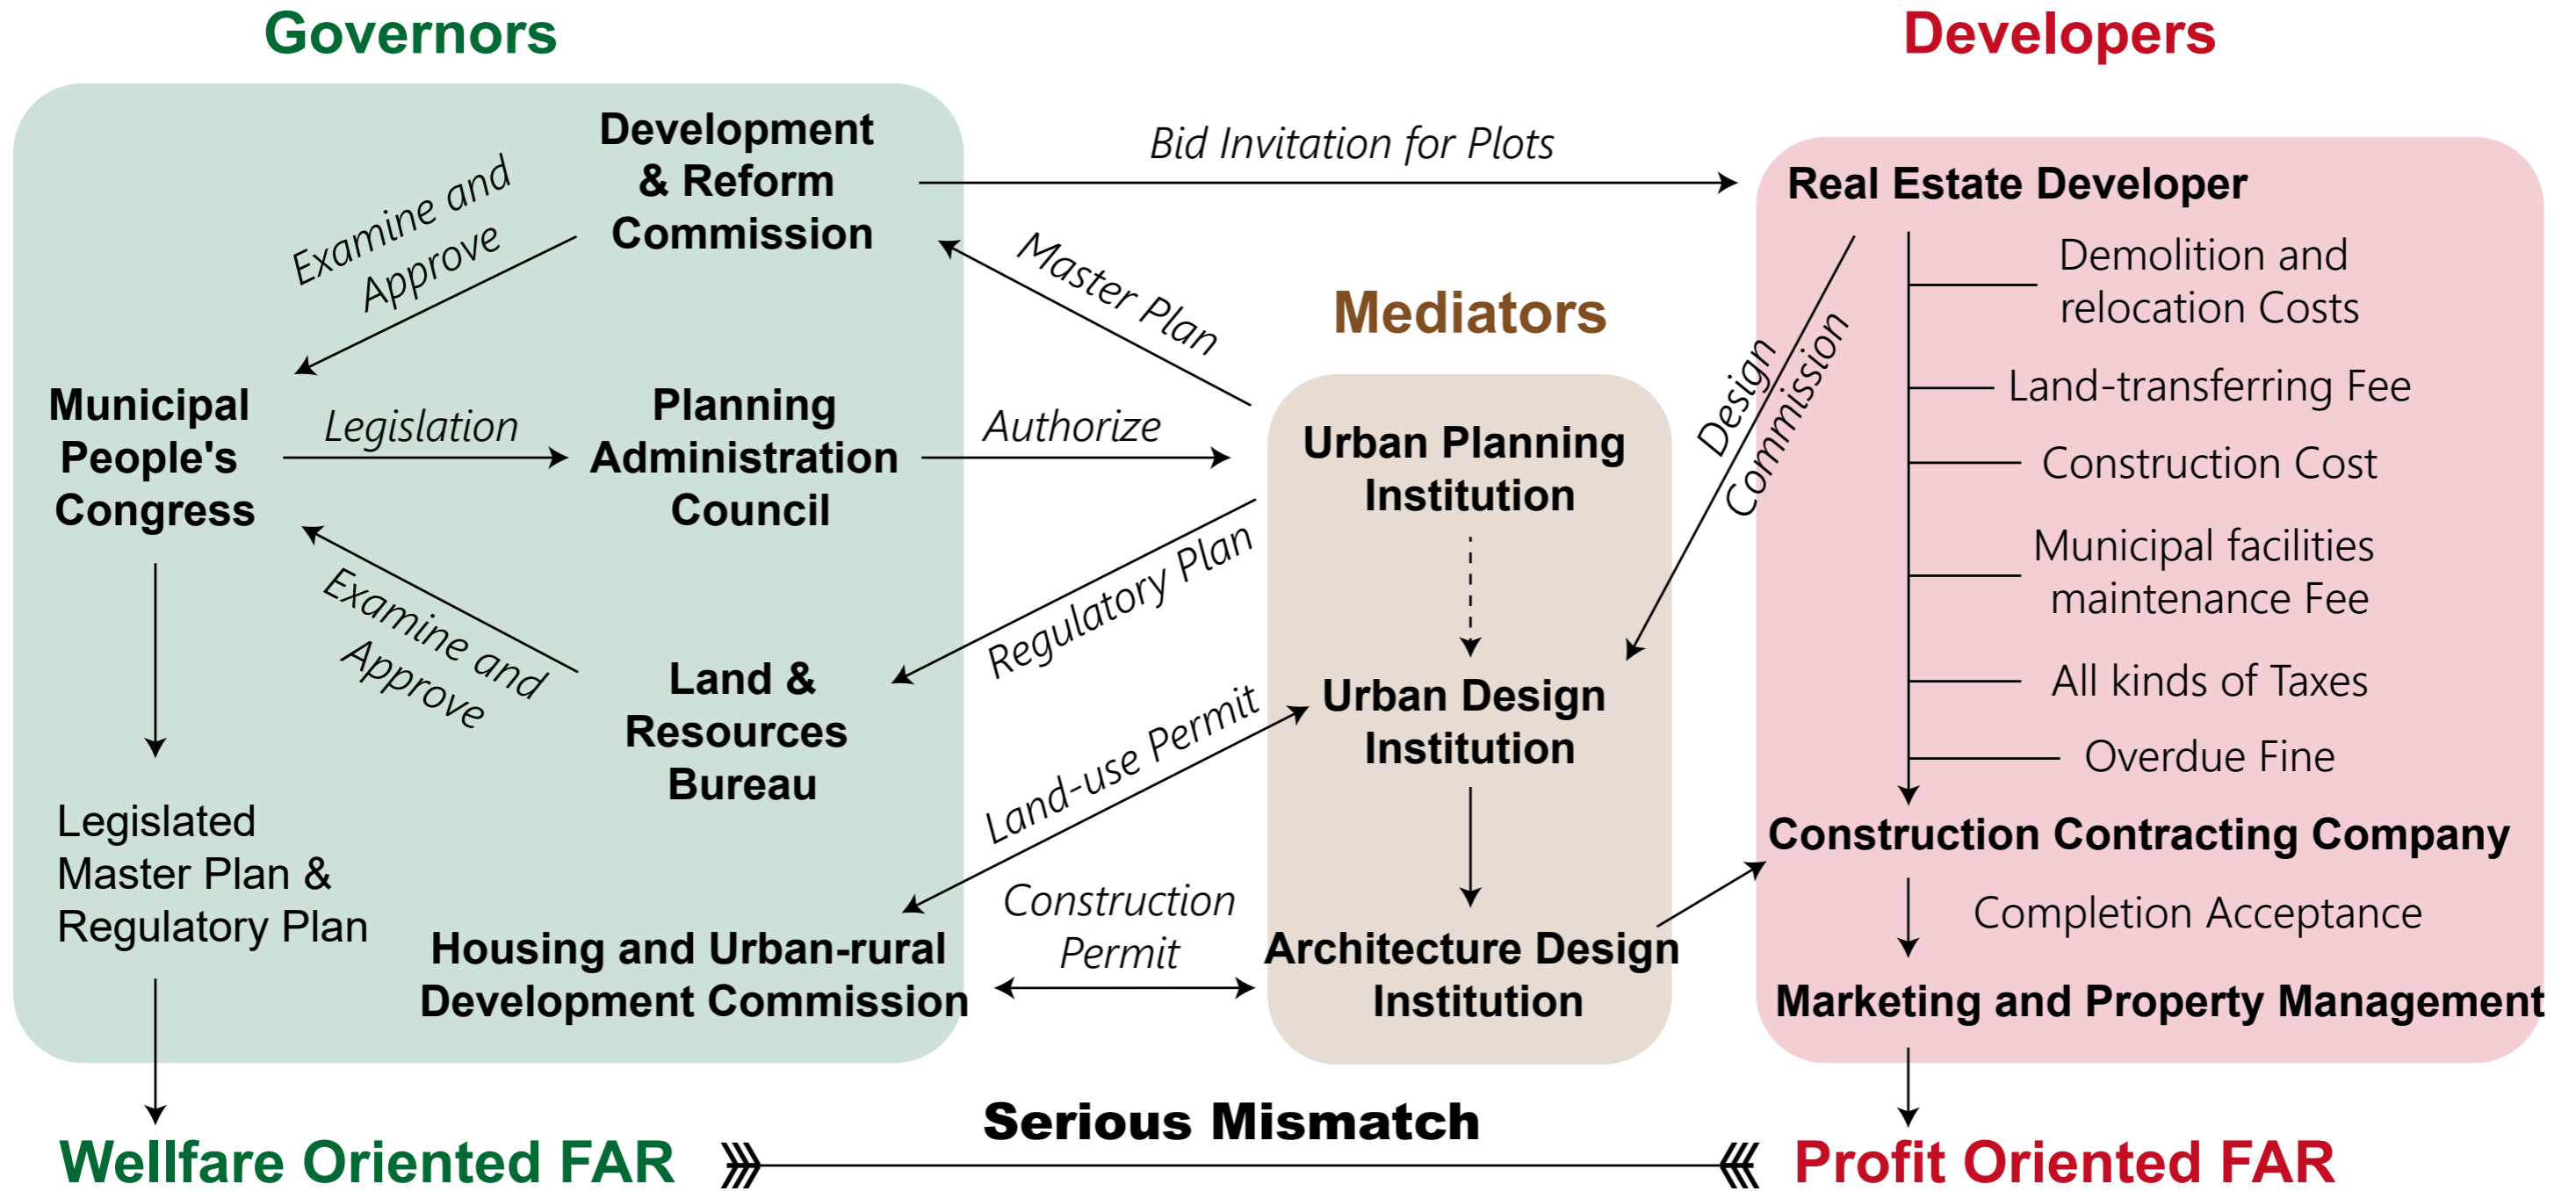 Governors
Developers
Development
& Reform
Commission
Examine and
Approve
Bid Invitation for Plots
Real Estate Developer
Master Plan
Mediators
Demolition and
relocation Costs
Design
Commission
Municipal
People's
Congress
Legislation
Planning
Administration
Council
Authorize
Urban Planning
Institution
Land-transferring Fee
Construction Cost
Municipal facilities
maintenance Fee
Examine and
Approve
Regulatory Plan
Land &
Resources
Bureau
Urban Design
Institution
All kinds of Taxes
Overdue Fine
Land-use Permit
Legislated
Master Plan &
Regulatory Plan
Construction Contracting Company
Construction
Permit
Completion Acceptance
Housing and Urban-rural
Development Commission
Architecture Design
Institution
Marketing and Property Management
Serious Mismatch
Wellfare Oriented FAR
Profit Oriented FAR